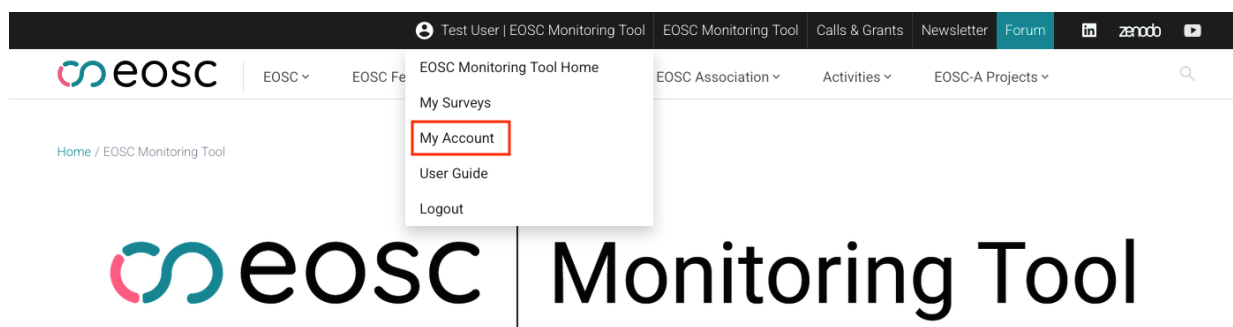 Test User | EOSC Monitoring Tool EOSC Monitoring Tool Calls & Grants Newsletter Forum in zenodo
eosc EOSC EOSC Fe EOSC Association Activities EOSC-A Projects
EOSC Monitoring Tool Home
My Surveys
My Account
User Guide
Logout
Home / EOSC Monitoring Tool
eosc Monitoring Tool